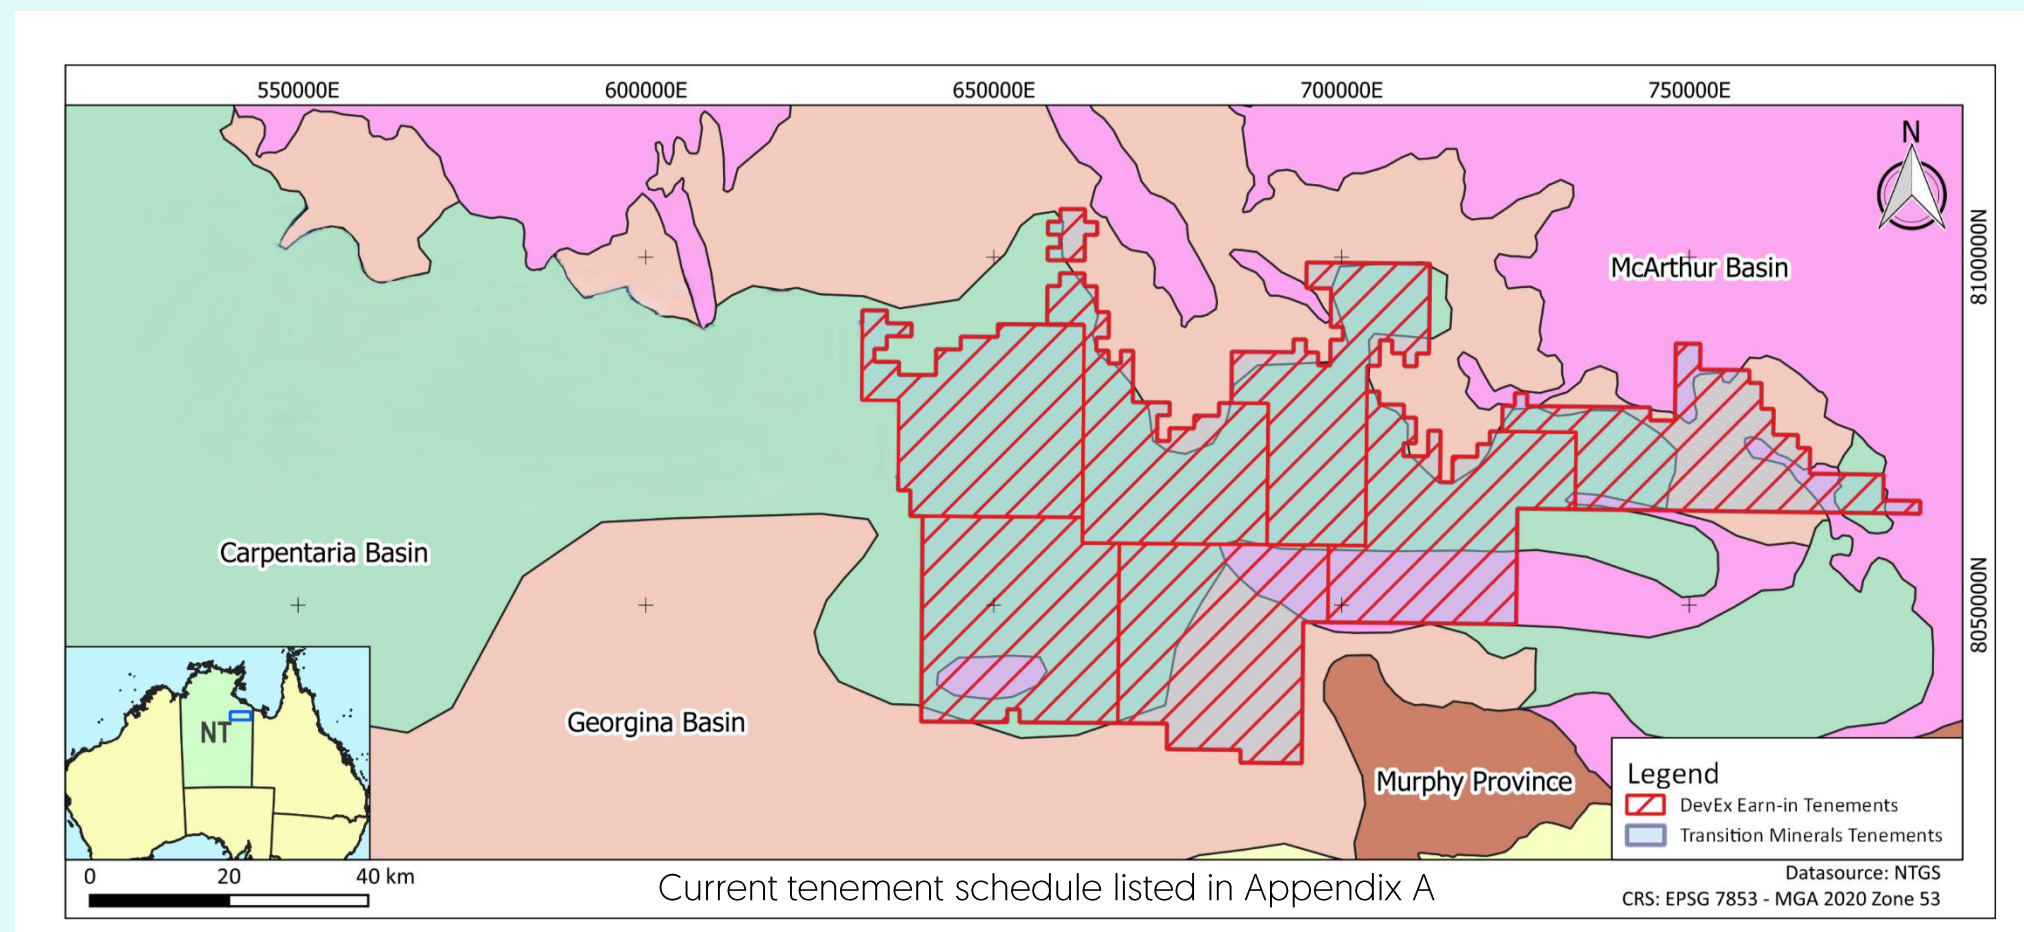 550000E
600000E
650000E
700000E
750000E
N
8100000N
McArthur Basin
Carpentaria Basin
8050000N
Georgina Basin
NT
Murphy Province
Legend
DevEx Earn-in Tenements
Transition Minerals Tenements
0 20 40 km
Current tenement schedule listed in Appendix A
Datasource: NTGS
CRS: EPSG 7853 - MGA 2020 Zone 53